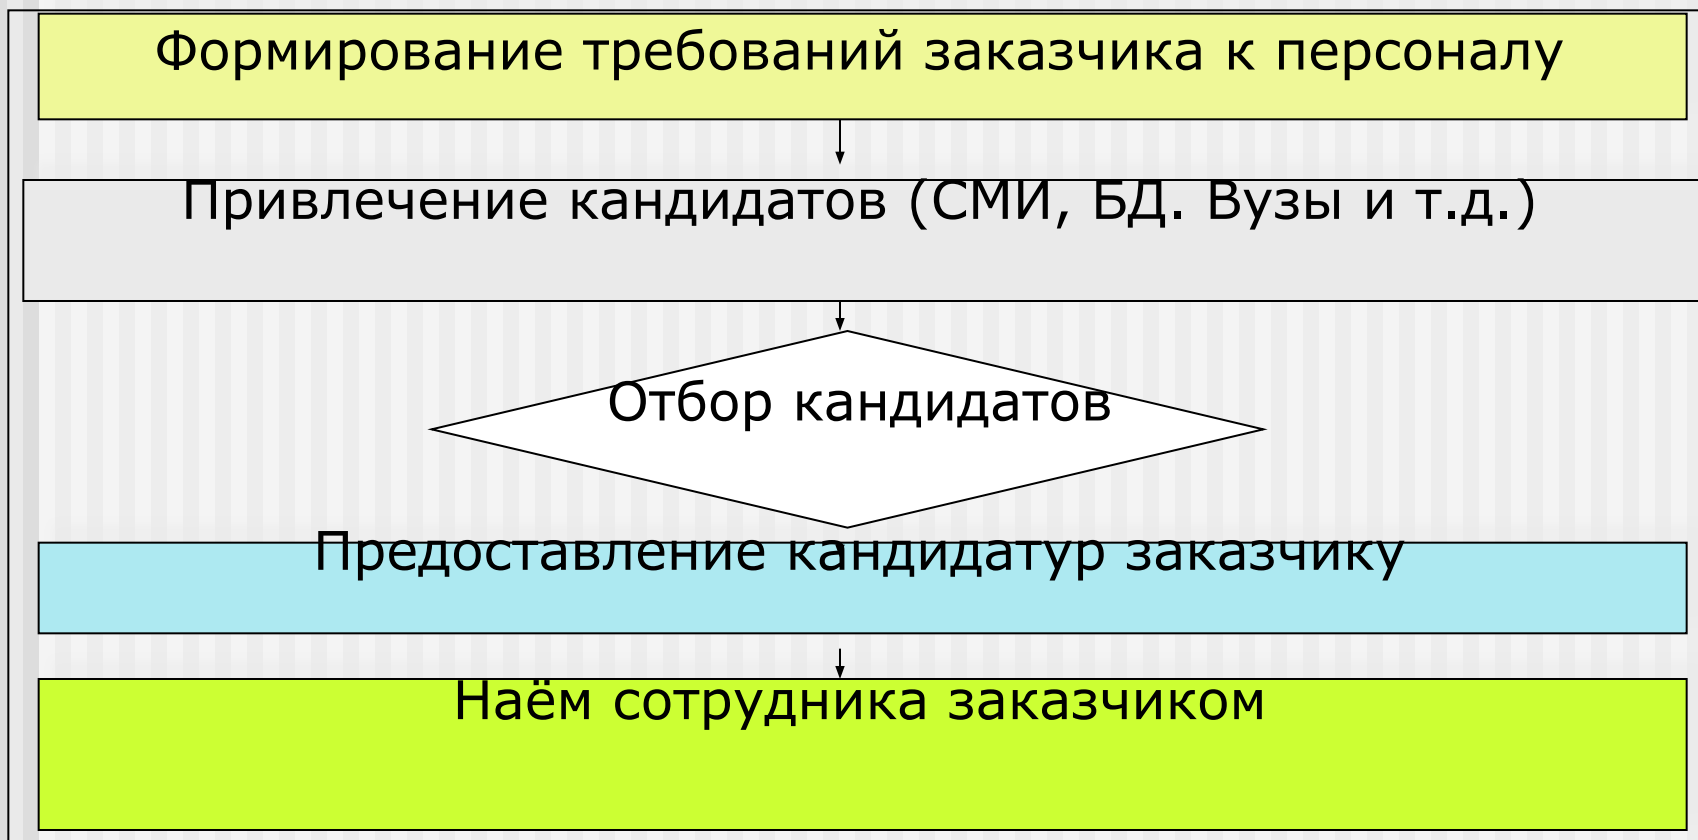 Формирование требований заказчика к персоналу
Привлечение кандидатов (СМИ, БД. Вузы и т.д.)
Отбор кандидатов
Предоставление кандидатур заказчику
Наём сотрудника заказчиком